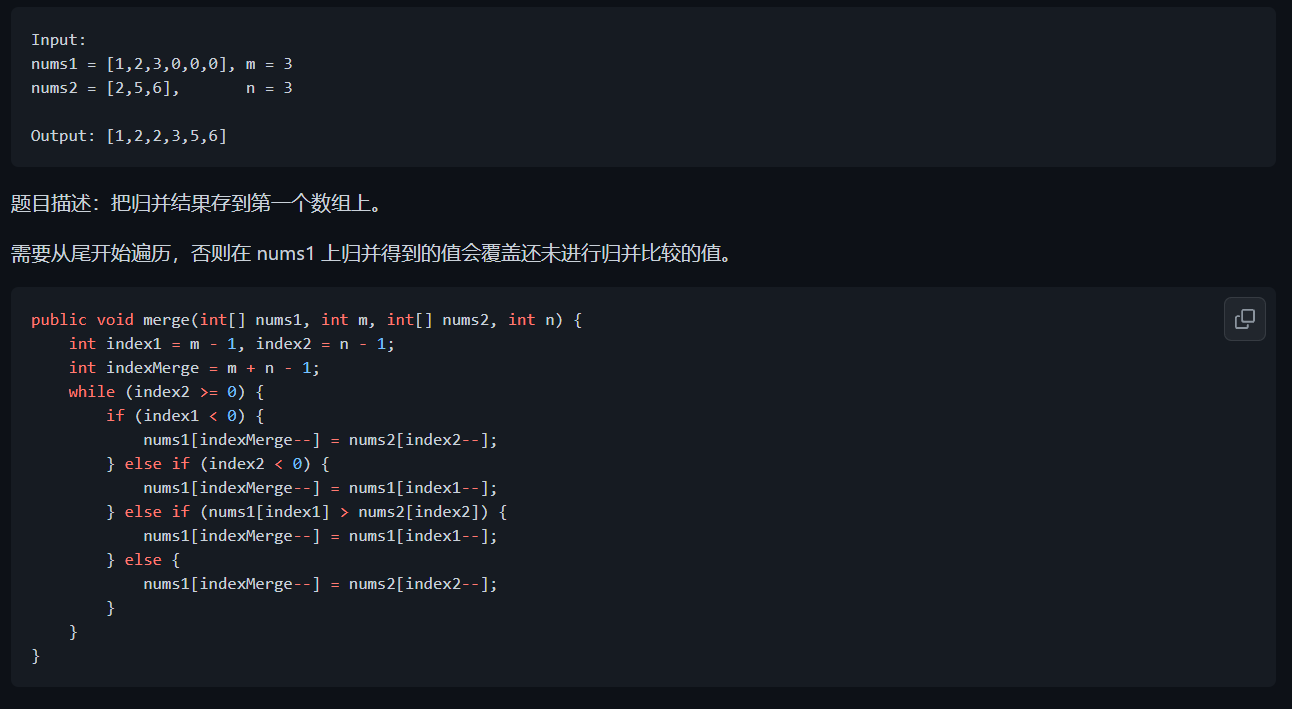 Input:
nums1 = [1,2,3,0,0,0], m = 3
nums2 = [2,5,6],       n = 3
Output: [1,2,2,3,5,6]
题目描述：把归并结果存到第一个数组上。
需要从尾开始遍历，否则在 nums1 上归并得到的值会覆盖还未进行归并比较的值。
public void merge(int[] nums1, int m, int[] nums2, int n) {
    int index1 = m - 1, index2 = n - 1;
    int indexMerge = m + n - 1;
    while (index2 >= 0) {
        if (index1 < 0) {
            nums1[indexMerge--] = nums2[index2--];
        } else if (index2 < 0) {
            nums1[indexMerge--] = nums1[index1--];
        } else if (nums1[index1] > nums2[index2]) {
            nums1[indexMerge--] = nums1[index1--];
        } else {
            nums1[indexMerge--] = nums2[index2--];
        }
    }
}